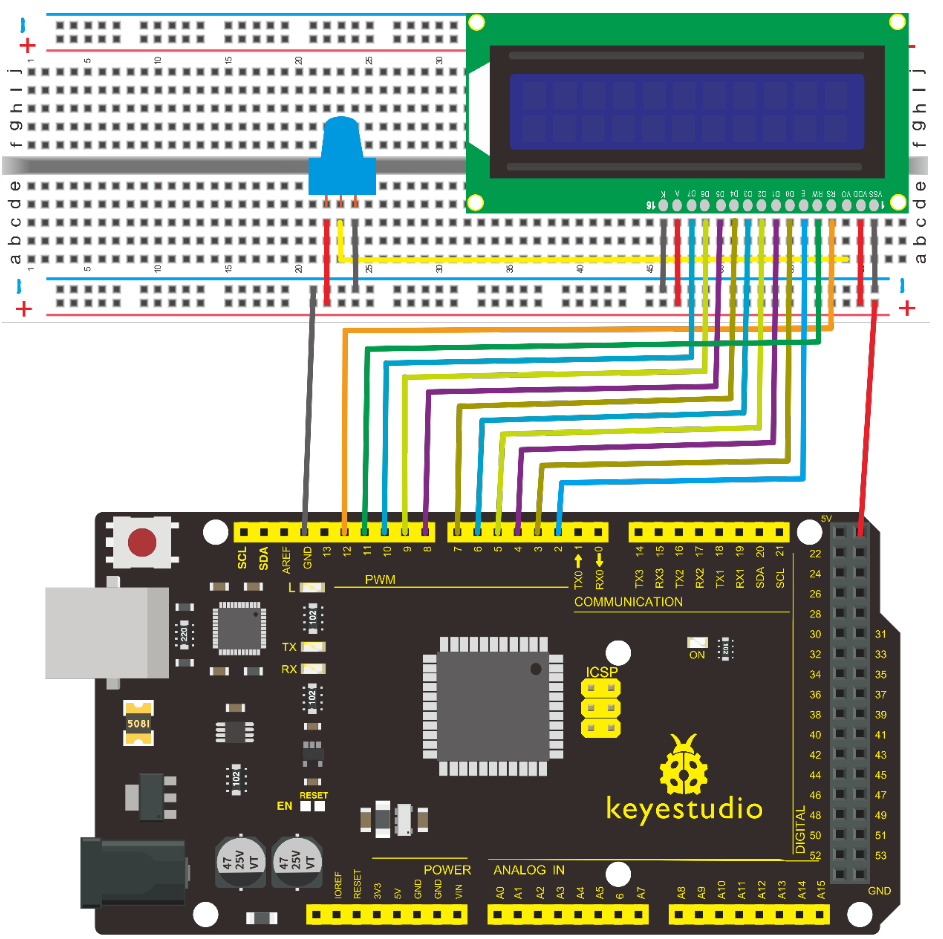 5 10 15 20 25 30
a b c d e f g h i j
16 K A D7 D6 D5 D4 D3 D2 D1 D0 E RW RS VO VDD VSS 1
a b c d e f g h i j
1 5 10 15 20 25 35 40 45
5V
SCL SDA AREF GND 13 12 11 10 9 8 7 6 5 4 3 2 1 0
TX0 RX0
14 15 16 17 18 19 20 21
TX3 RX3 TX2 RX2 TX1 RX1 SDA SCL
L
PWM
COMMUNICATION
102
220
TX
RX
102
ON
102
ICSP
5081
102
RESET
EN
keyestudio
47 25V VT
47 25V VT
22
24
26
28
30 31
32 33
34 35
36 37
38 39
40 41
42 43
44 45
46 47
48 49
50 51
52 53
DIGITAL
GND
POWER
ANALOG IN
IOREF RESET 3V3 5V GND GND VIN
A0 A1 A2 A3 A4 A5 6 A7
A8 A9 A10 A11 A12 A13 A14 A15